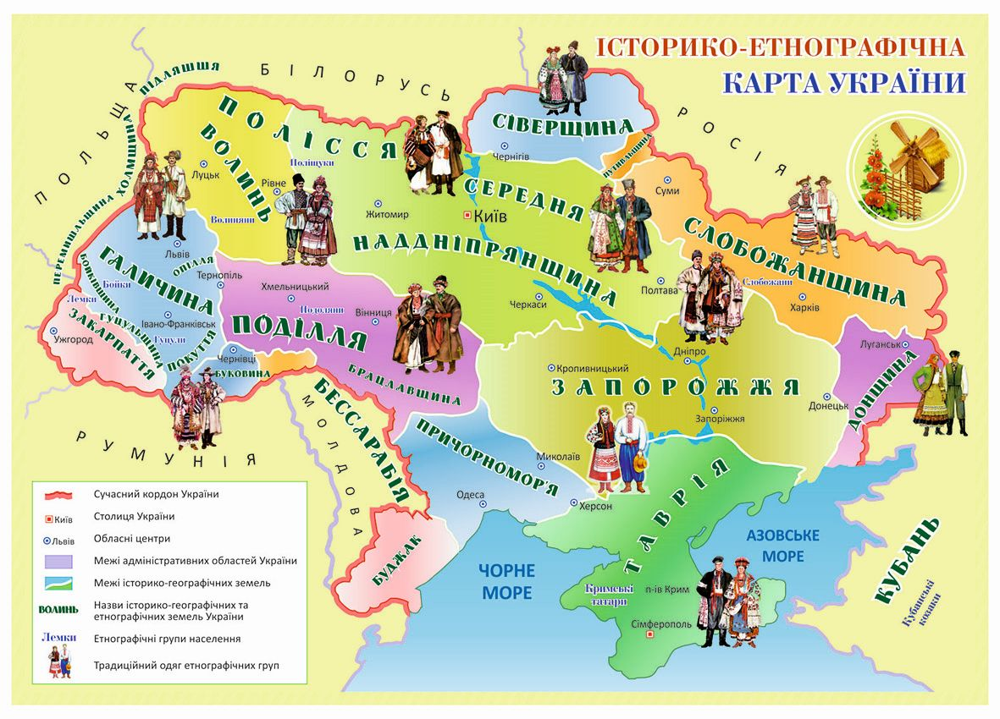 ІСТОРИКО-ЕТНОГРАФІЧНА
КАРТА УКРАЇНИ
БІЛОРУСЬ
ПОЛЬЩА
РОСІЯ
ПІДЛЯШШЯ
ХОЛМЩИНА
ПЕРЕМИШЛЬЩИНА
ПОЛІССЯ
ВОЛИНЬ
Поліщуки
Луцьк
Рівне
Волиняни
Житомир
СІВЕРЩИНА
Чернігів
ПУТИВЛЬЩИНА
Суми
СЕРЕДНЯ
НАДДНІПРЯНЩИНА
Київ
Черкаси
Полтава
СЛОБОЖАНЩИНА
Слобожани
Харків
Львів
ГАЛИЧИНА
ОПІЛЛЯ
Тернопіль
БОЙКІВЩИНА
Бойки
Лемки
ЗАКАРПАТТЯ
Ужгород
ГУЦУЛЬЩИНА
Гуцули
Івано-Франківськ
ПОКУТТЯ
Чернівці
БУКОВИНА
Хмельницький
Подоляни
Вінниця
ПОДІЛЛЯ
БРАЦЛАВЩИНА
Дніпро
Кропивницький
ЗАПОРОЖЖЯ
Запоріжжя
Луганськ
ДОНЩИНА
Донецьк
БЕССАРАБІЯ
МОЛДОВА
РУМУНІЯ
ПРИЧОРНОМОР'Я
Миколаїв
Одеса
Херсон
ТАВРІЯ
БУДЖАК
ЧОРНЕ
МОРЕ
АЗОВСЬКЕ
МОРЕ
Кримські
татари
п-ів Крим
Сімферополь
КУБАНЬ
Кубанські
козаки
Сучасний кордон України
Київ Столиця України
Львів Обласні центри
Межі адміністративних областей України
Межі історико-географічних земель
ВОЛИНЬ Назви історико-географічних та
етнографічних земель України
Лемки Етнографічні групи населення
Традиційний одяг етнографічних груп